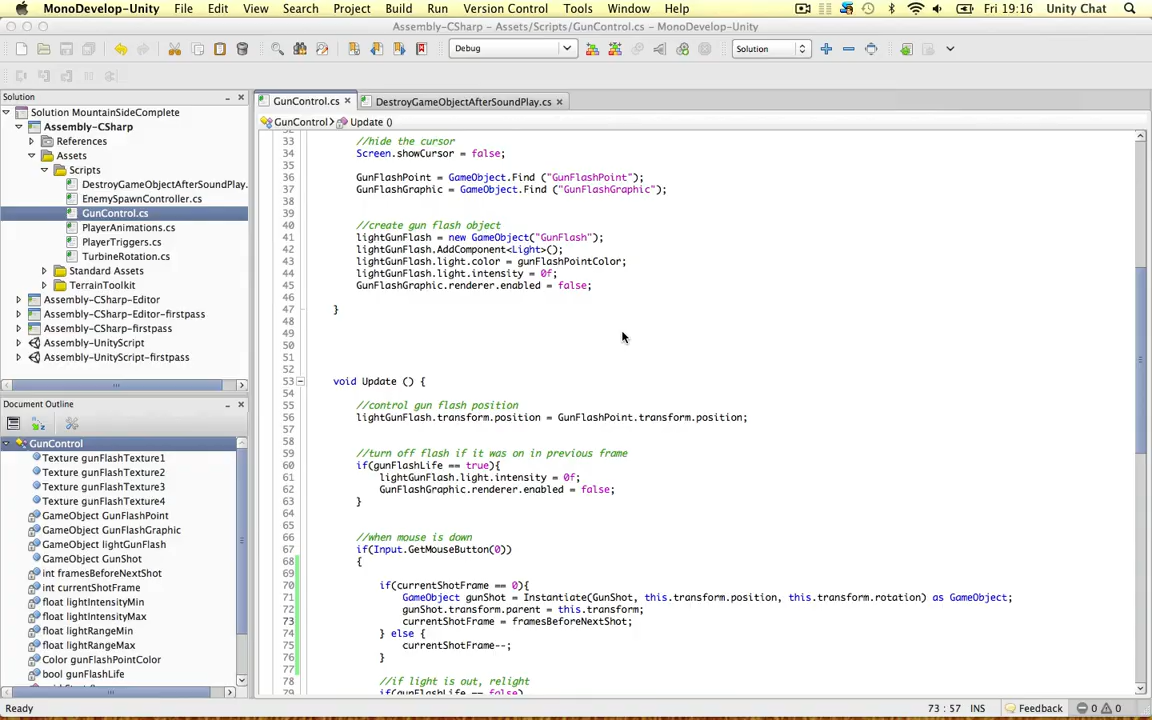 MonoDevelop-Unity File Edit View Search Project Build Run Version Control Tools Window Help Fri 19:16 Unity Chat
Assembly-CSharp - Assets/Scripts/GunControl.cs - MonoDevelop-Unity
Debug Solution
Solution
Solution MountainSideComplete
Assembly-CSharp
References
Assets
Scripts
DestroyGameObjectAfterSoundPlay.
EnemySpawnController.cs
GunControl.cs
PlayerAnimations.cs
PlayerTriggers.cs
TurbineRotation.cs
Standard Assets
TerrainToolkit
Assembly-CSharp-Editor
Assembly-CSharp-Editor-firstpass
Assembly-CSharp-firstpass
Assembly-UnityScript
Assembly-UnityScript-firstpass
Document Outline
GunControl
Texture gunFlashTexture1
Texture gunFlashTexture2
Texture gunFlashTexture3
Texture gunFlashTexture4
GameObject GunFlashPoint
GameObject GunFlashGraphic
GameObject lightGunFlash
GameObject GunShot
int framesBeforeNextShot
int currentShotFrame
float lightIntensityMin
float lightIntensityMax
float lightRangeMin
float lightRangeMax
Color gunFlashPointColor
bool gunFlashLife
GunControl.cs DestroyGameObjectAfterSoundPlay.cs
GunControl Update ()
33 //hide the cursor
34 Screen.showCursor = false;
35
36 GunFlashPoint = GameObject.Find ("GunFlashPoint");
37 GunFlashGraphic = GameObject.Find ("GunFlashGraphic");
38
39
40 //create gun flash object
41 lightGunFlash = new GameObject("GunFlash");
42 lightGunFlash.AddComponent<Light>();
43 lightGunFlash.light.color = gunFlashPointColor;
44 lightGunFlash.light.intensity = 0f;
45 GunFlashGraphic.renderer.enabled = false;
46
47 }
48
49
50
51
52
53 void Update () {
54
55 //control gun flash position
56 lightGunFlash.transform.position = GunFlashPoint.transform.position;
57
58
59 //turn off flash if it was on in previous frame
60 if(gunFlashLife == true){
61 lightGunFlash.light.intensity = 0f;
62 GunFlashGraphic.renderer.enabled = false;
63 }
64
65
66 //when mouse is down
67 if(Input.GetMouseButton(0))
68 {
69
70 if(currentShotFrame == 0){
71 GameObject gunShot = Instantiate(GunShot, this.transform.position, this.transform.rotation) as GameObject;
72 gunShot.transform.parent = this.transform;
73 currentShotFrame = framesBeforeNextShot;
74 } else {
75 currentShotFrame--;
76 }
77
78 //if light is out, relight
79 if(gunFlashLife == false)
Ready 73 : 57 INS Feedback 0 0